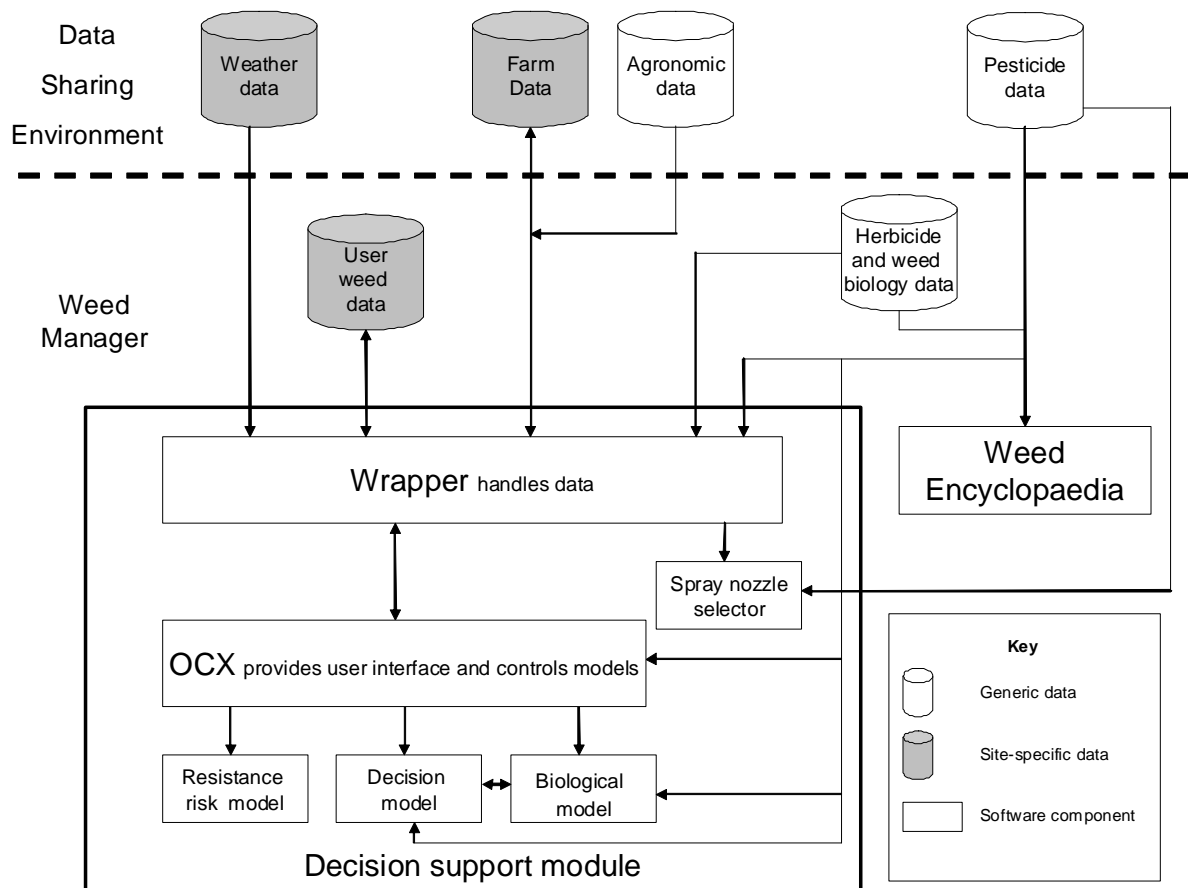 Data
Sharing
Environment
Weather
data
Farm
Data
Agronomic
data
Pesticide
data
Weed
Manager
User
weed
data
Herbicide
and weed
biology data
Wrapper handles data
Weed
Encyclopaedia
Spray nozzle
selector
OCX provides user interface and controls models
Resistance
risk model
Decision
model
Biological
model
Decision support module
Key
Generic data
Site-specific data
Software component